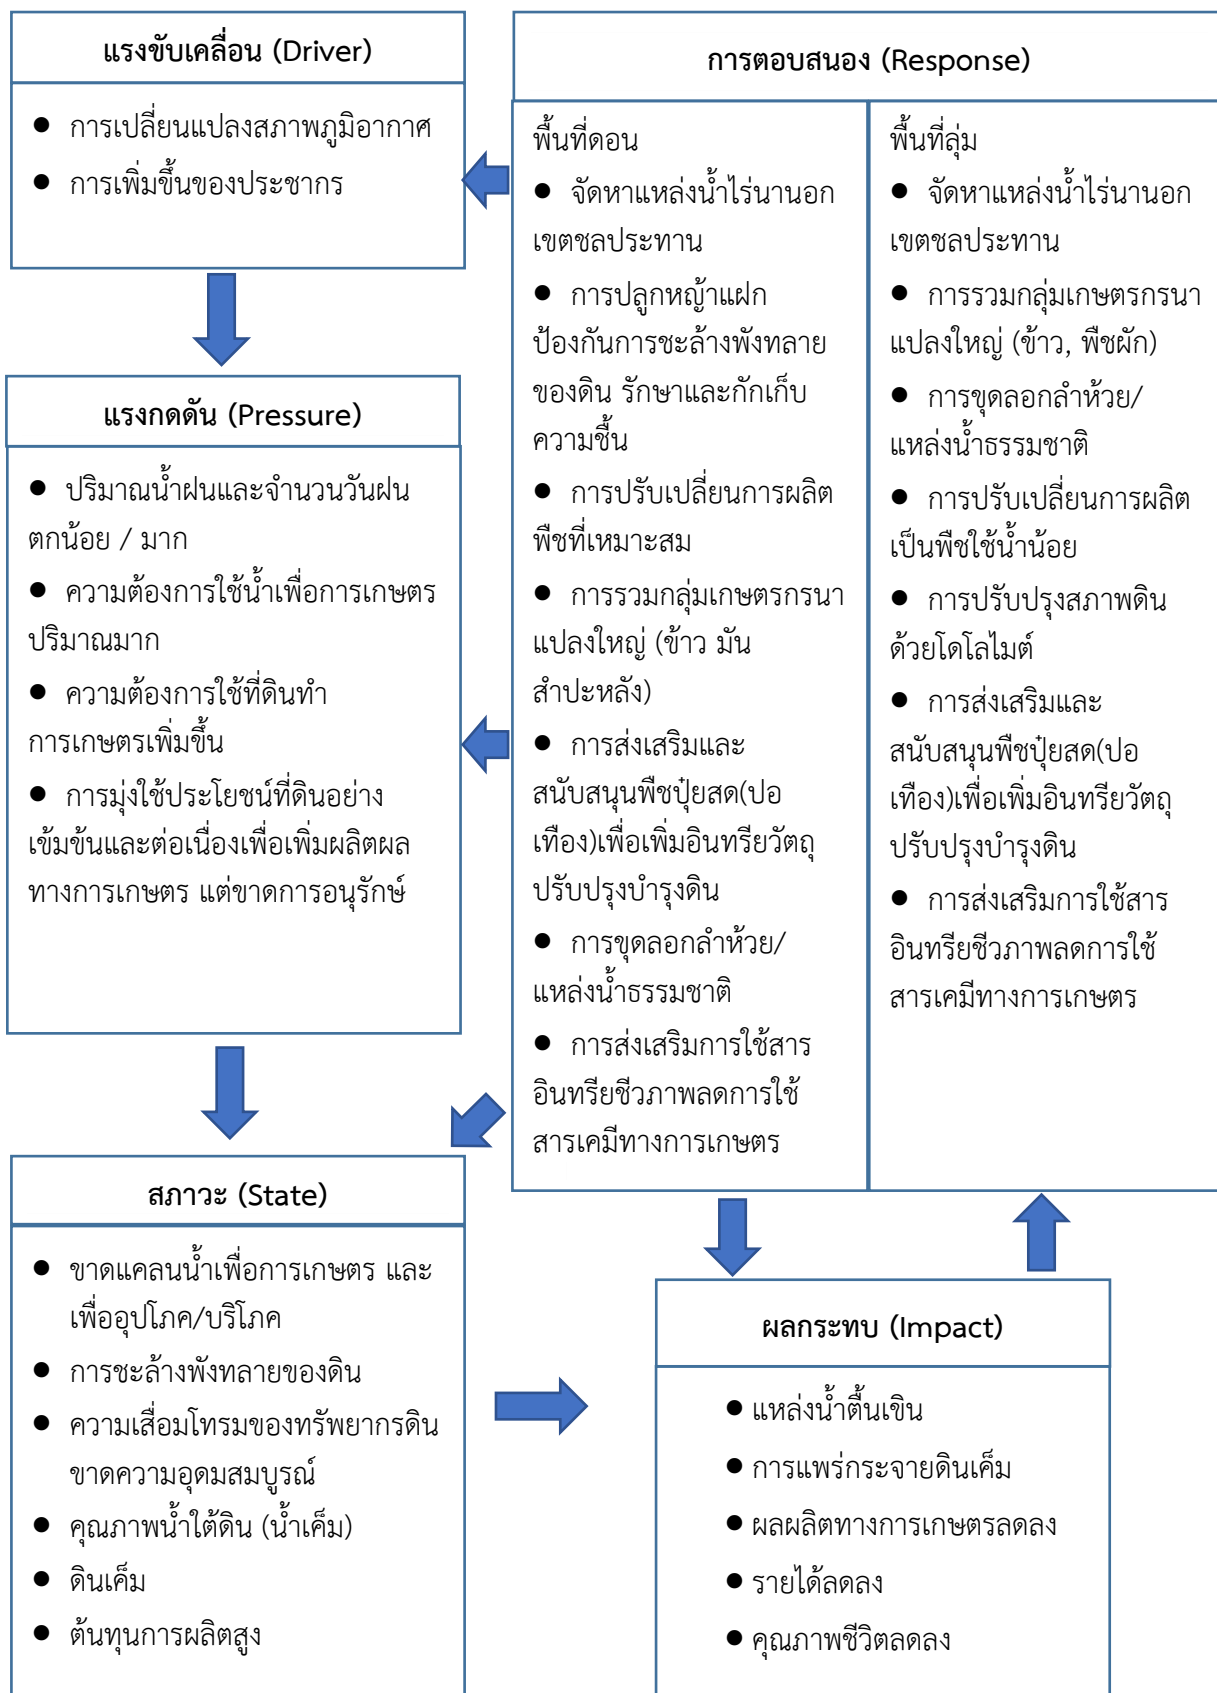 แรงขับเคลื่อน (Driver)
● การเปลี่ยนแปลงสภาพภูมิอากาศ
● การเพิ่มขึ้นของประชากร
แรงกดดัน (Pressure)
● ปริมาณน้ำฝนและจำนวนวันฝน
ตกน้อย / มาก
● ความต้องการใช้น้ำเพื่อการเกษตร
ปริมาณมาก
● ความต้องการใช้ที่ดินทำ
การเกษตรเพิ่มขึ้น
● การมุ่งใช้ประโยชน์ที่ดินอย่าง
เข้มข้นและต่อเนื่องเพื่อเพิ่มผลิตผล
ทางการเกษตร แต่ขาดการอนุรักษ์
สภาวะ (State)
● ขาดแคลนน้ำเพื่อการเกษตร และ
เพื่ออุปโภค/บริโภค
● การชะล้างพังทลายของดิน
● ความเสื่อมโทรมของทรัพยากรดิน
ขาดความอุดมสมบูรณ์
● คุณภาพน้ำใต้ดิน (น้ำเค็ม)
● ดินเค็ม
● ต้นทุนการผลิตสูง
การตอบสนอง (Response)
พื้นที่ดอน
● จัดหาแหล่งน้ำไร่นานอก
เขตชลประทาน
● การปลูกหญ้าแฝก
ป้องกันการชะล้างพังทลาย
ของดิน รักษาและกักเก็บ
ความชื้น
● การปรับเปลี่ยนการผลิต
พืชที่เหมาะสม
● การรวมกลุ่มเกษตรกรนา
แปลงใหญ่ (ข้าว มัน
สำปะหลัง)
● การส่งเสริมและ
สนับสนุนพืชปุ๋ยสด(ปอ
เทือง)เพื่อเพิ่มอินทรียวัตถุ
ปรับปรุงบำรุงดิน
● การขุดลอกลำห้วย/
แหล่งน้ำธรรมชาติ
● การส่งเสริมการใช้สาร
อินทรียชีวภาพลดการใช้
สารเคมีทางการเกษตร
พื้นที่ลุ่ม
● จัดหาแหล่งน้ำไร่นานอก
เขตชลประทาน
● การรวมกลุ่มเกษตรกรนา
แปลงใหญ่ (ข้าว, พืชผัก)
● การขุดลอกลำห้วย/
แหล่งน้ำธรรมชาติ
● การปรับเปลี่ยนการผลิต
เป็นพืชใช้น้ำน้อย
● การปรับปรุงสภาพดิน
ด้วยโดโลไมต์
● การส่งเสริมและ
สนับสนุนพืชปุ๋ยสด(ปอ
เทือง)เพื่อเพิ่มอินทรียวัตถุ
ปรับปรุงบำรุงดิน
● การส่งเสริมการใช้สาร
อินทรียชีวภาพลดการใช้
สารเคมีทางการเกษตร
ผลกระทบ (Impact)
● แหล่งน้ำตื้นเขิน
● การแพร่กระจายดินเค็ม
● ผลผลิตทางการเกษตรลดลง
● รายได้ลดลง
● คุณภาพชีวิตลดลง